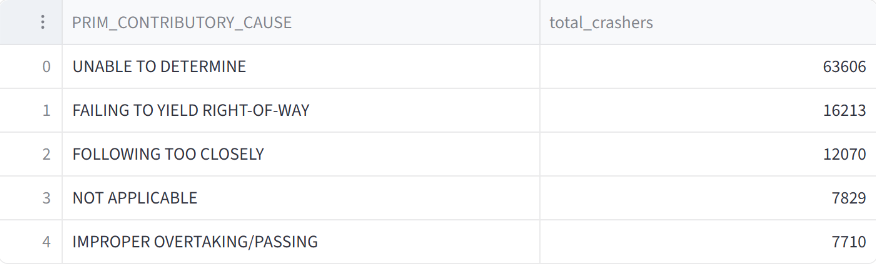 PRIM_CONTRIBUTORY_CAUSE total_crashers
0 UNABLE TO DETERMINE 63606
1 FAILING TO YIELD RIGHT-OF-WAY 16213
2 FOLLOWING TOO CLOSELY 12070
3 NOT APPLICABLE 7829
4 IMPROPER OVERTAKING/PASSING 7710